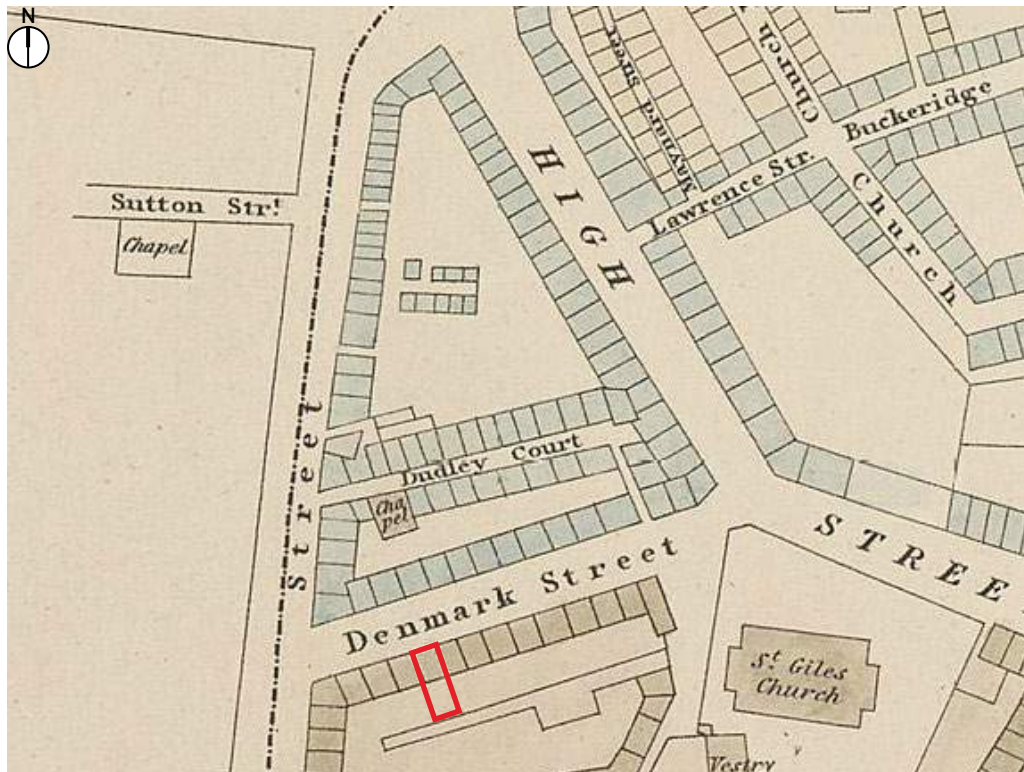 N
Maynard Street
Church
Buckeridge
Lawrence Str.
Church
HIGH
Sutton Str.t
Chapel
Street
Dudley Court
Cha
pel
STREE
Denmark Street
St. Giles
Church
Vestry